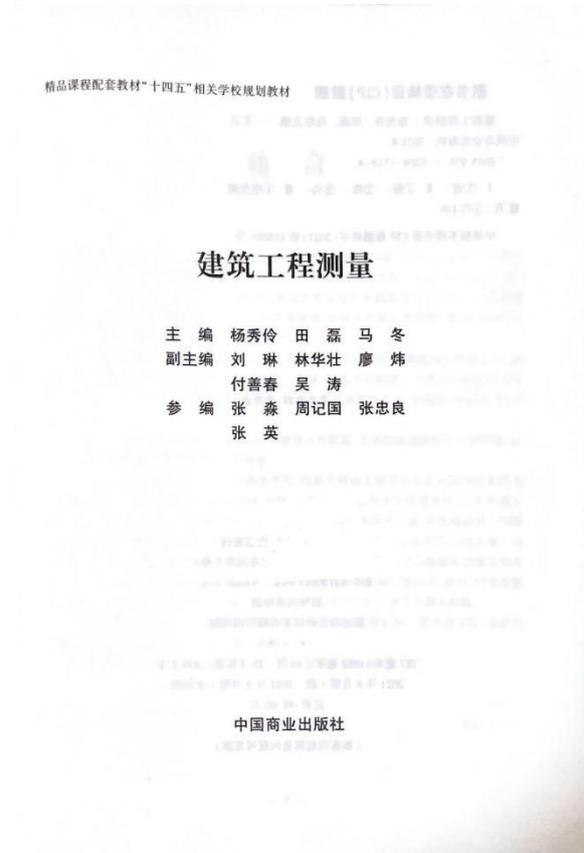 精品课程配套教材“十四五”相关学校规划教材
建筑工程测量
主 编 杨秀伶 田 磊 马 冬
副主编 刘 琳 林华壮 廖 炜
付善春 吴 涛
参 编 张 淼 周记国 张忠良
张 英
中国商业出版社